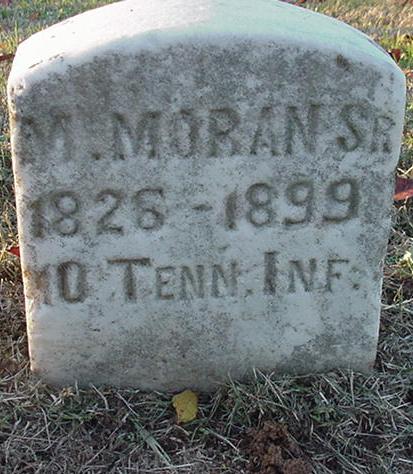 M. MORAN SR
1826 - 1899
10 TENN. INF.